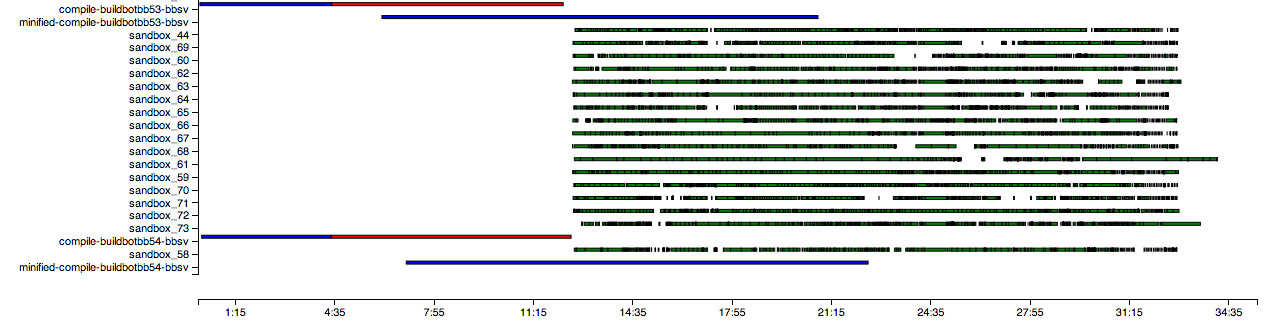 compile-buildbotbb53-bbsv
minified-compile-buildbotbb53-bbsv
sandbox_44
sandbox_69
sandbox_60
sandbox_62
sandbox_63
sandbox_64
sandbox_65
sandbox_66
sandbox_67
sandbox_68
sandbox_61
sandbox_59
sandbox_70
sandbox_71
sandbox_72
sandbox_73
compile-buildbotbb54-bbsv
sandbox_58
minified-compile-buildbotbb54-bbsv
1:15 4:35 7:55 11:15 14:35 17:55 21:15 24:35 27:55 31:15 34:35